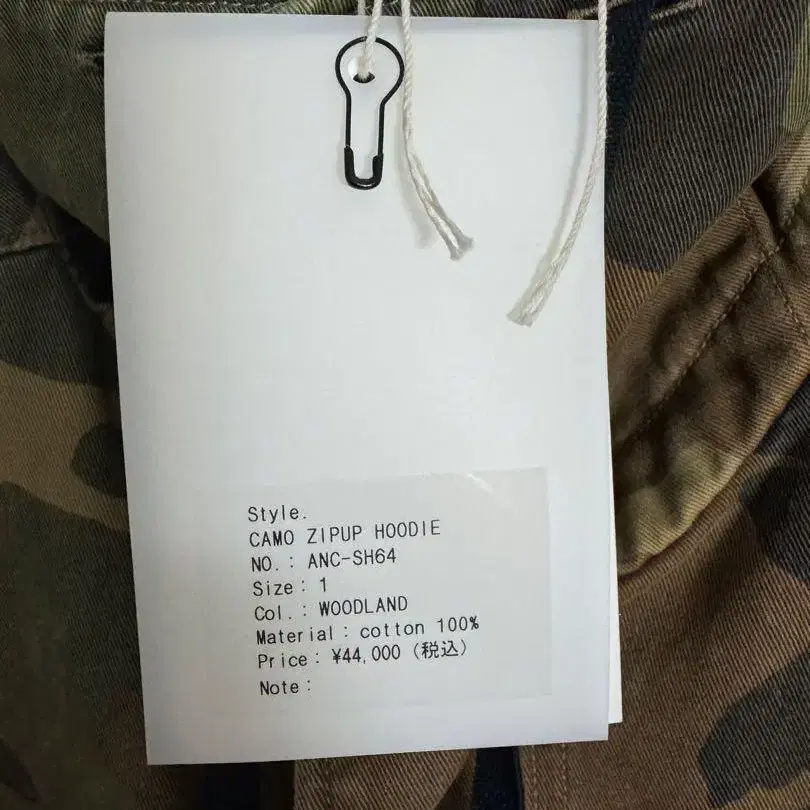 Style.
CAMO ZIPUP HOODIE
NO.: ANC-SH64
Size: 1
Col.: WOODLAND
Material: cotton 100%
Price: ¥44,000 (税込)
Note: